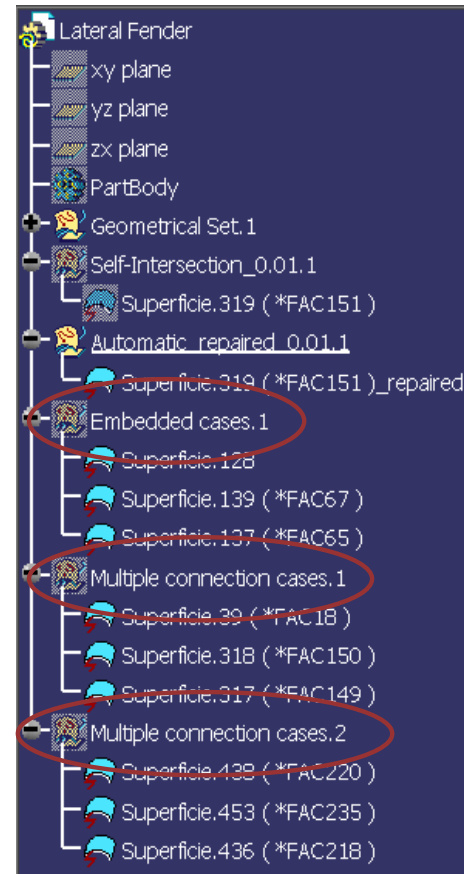 Lateral Fender
xy plane
yz plane
zx plane
PartBody
Geometrical Set.1
Self-Intersection_0.01.1
Superficie.319 ( *FAC151 )
Automatic_repaired_0.01.1
Superficie.319 ( *FAC151 )_repaired
Embedded cases.1
Superficie.128
Superficie.139 ( *FAC67 )
Superficie.137 ( *FAC65 )
Multiple connection cases.1
Superficie.39 ( *FAC18 )
Superficie.318 ( *FAC150 )
Superficie.317 ( *FAC149 )
Multiple connection cases.2
Superficie.438 ( *FAC220 )
Superficie.453 ( *FAC235 )
Superficie.436 ( *FAC218 )